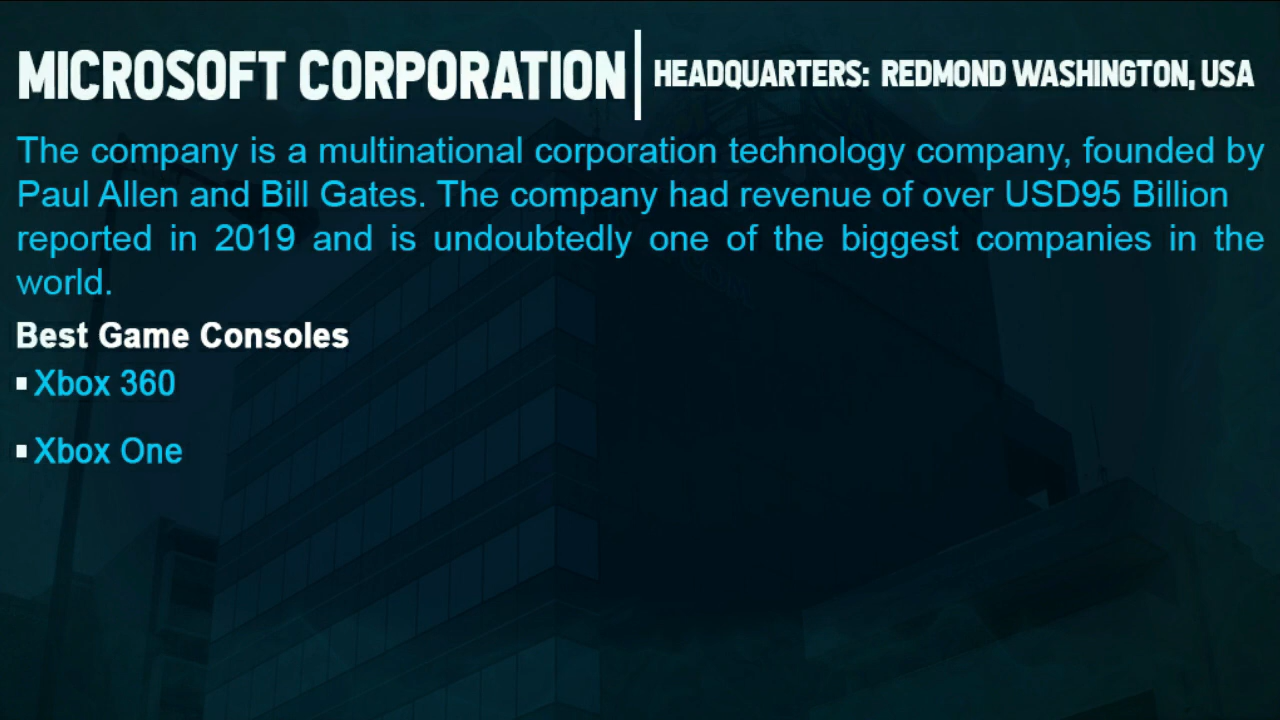 MICROSOFT CORPORATION
HEADQUARTERS: REDMOND WASHINGTON, USA
The company is a multinational corporation technology company, founded by
Paul Allen and Bill Gates. The company had revenue of over USD95 Billion
reported in 2019 and is undoubtedly one of the biggest companies in the
world.
Best Game Consoles
▪ Xbox 360
▪ Xbox One